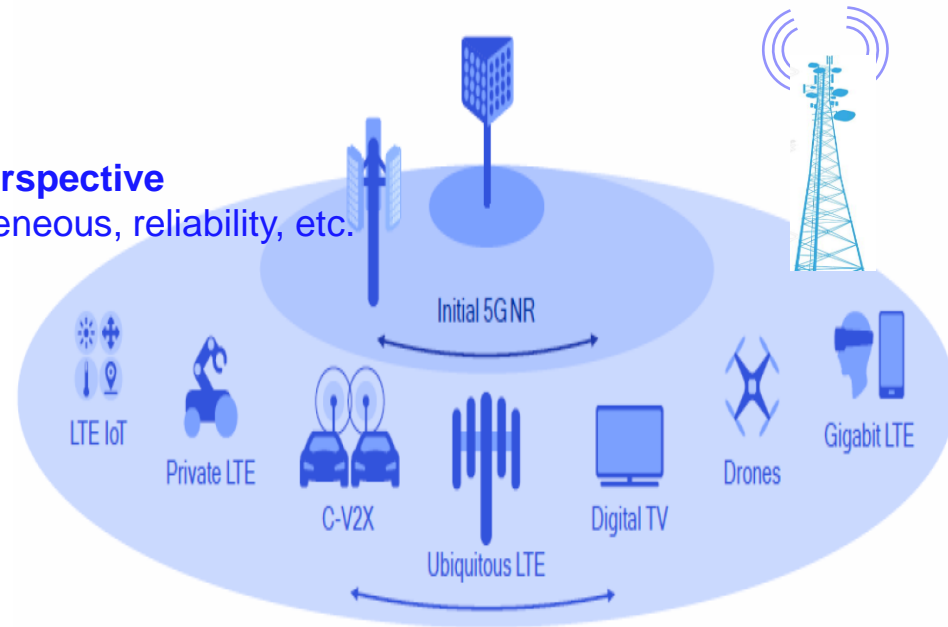 rspective
eneous, reliability, etc.
Initial 5G NR
LTE IoT
Private LTE
C-V2X
Ubiquitous LTE
Digital TV
Drones
Gigabit LTE